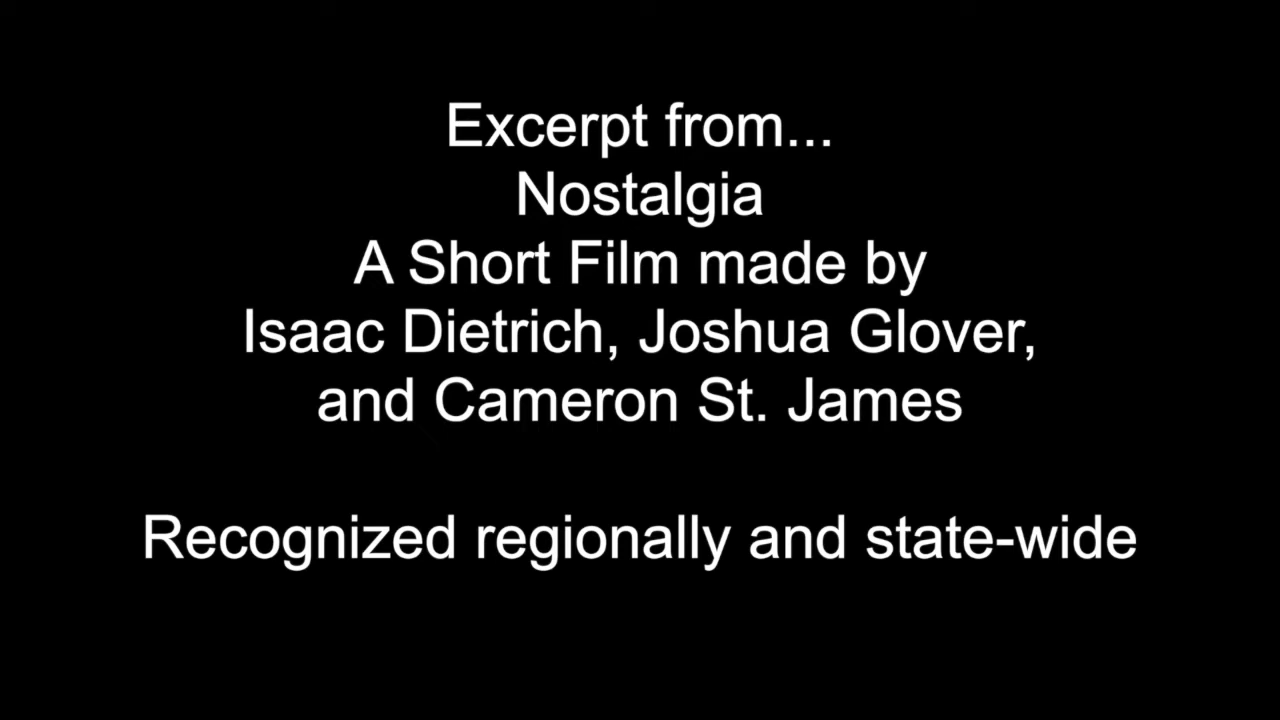 Excerpt from...
Nostalgia
A Short Film made by
Isaac Dietrich, Joshua Glover,
and Cameron St. James
Recognized regionally and state-wide